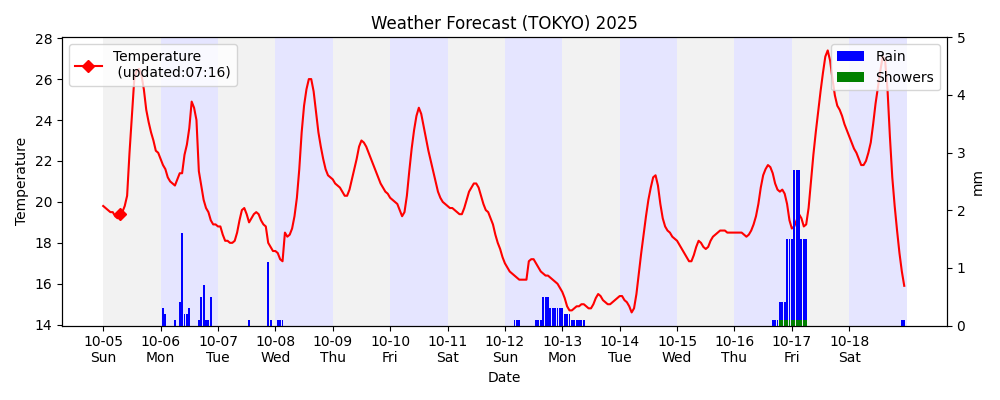 Weather Forecast (TOKYO) 2025
Temperature
(updated:07:16)
Rain
Showers
28
26
24
22
20
18
16
14
Temperature
5
4
3
2
1
0
mm
10-05 10-06 10-07 10-08 10-09 10-10 10-11 10-12 10-13 10-14 10-15 10-16 10-17 10-18
Sun Mon Tue Wed Thu Fri Sat Sun Mon Tue Wed Thu Fri Sat
Date